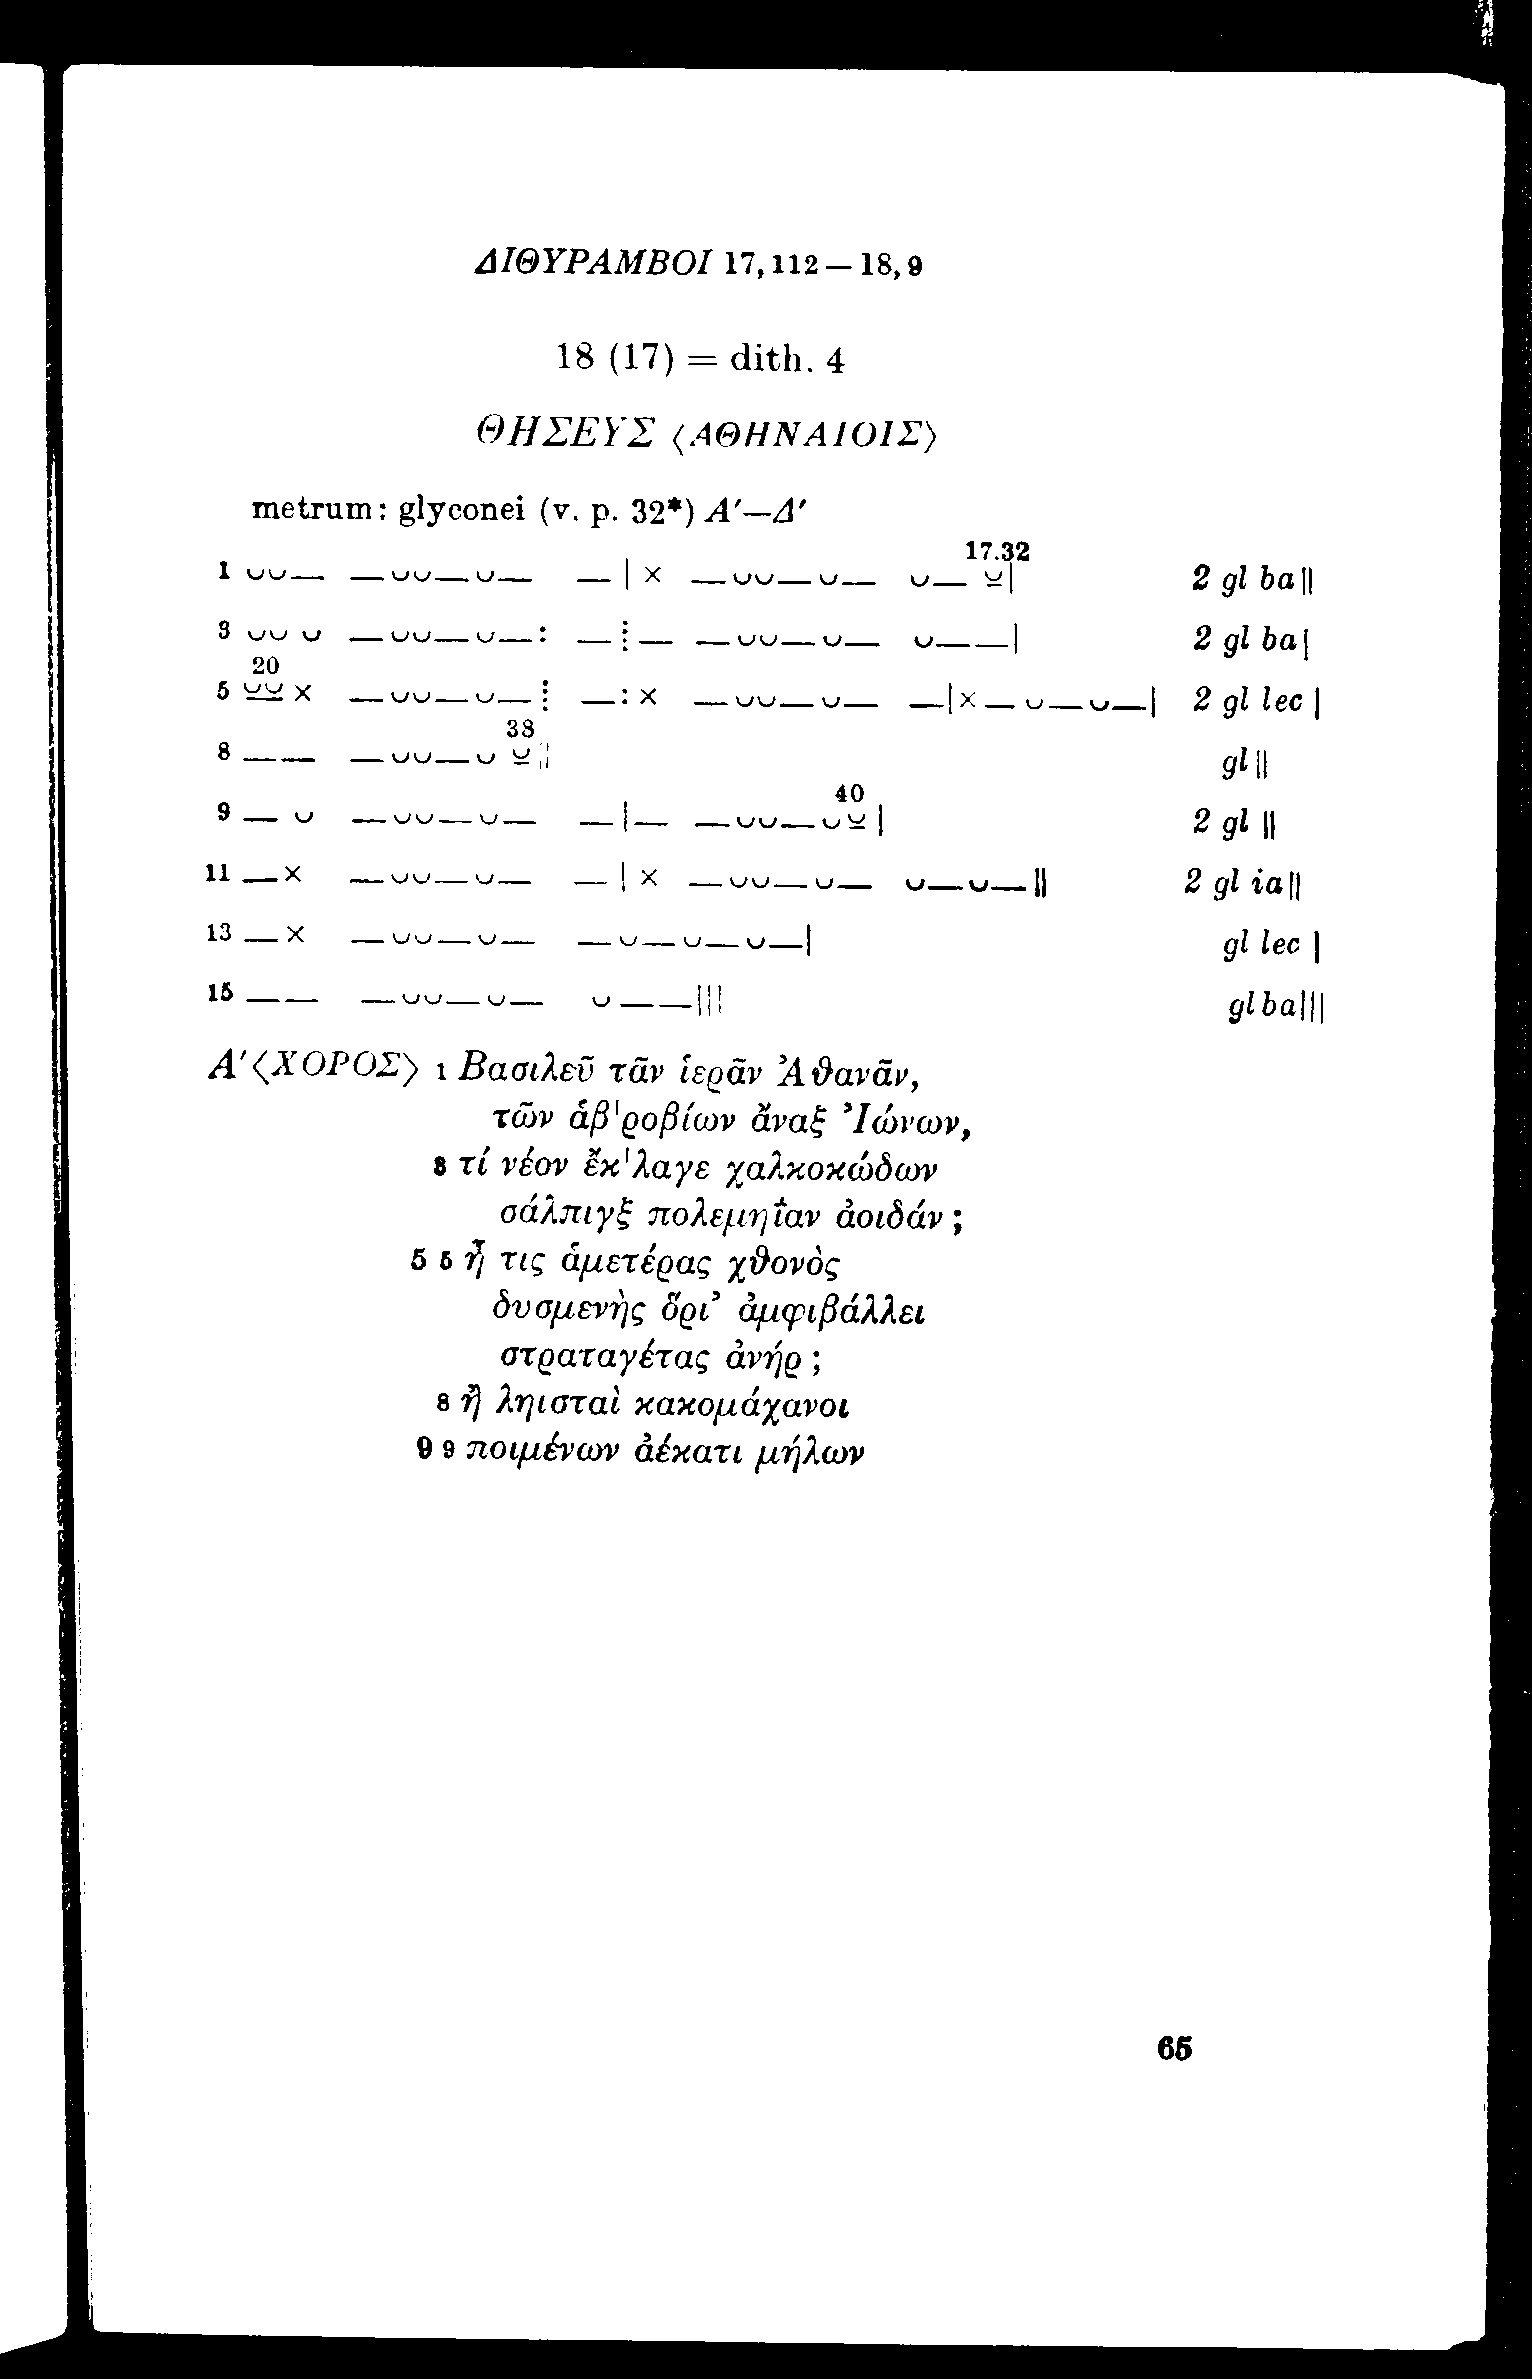 ΔΙΘΥΡΑΜΒΟΙ 17,112 — 18,9
18 (17) = dith. 4
ΘΗΣΕΥΣ ⟨ΑΘΗΝΑΙΟΙΣ⟩
metrum: glyconei (v. p. 32*) Α′—Δ′
17.32
1 ⏑⏑— —⏑⏑—⏑— —|× —⏑⏑—⏑— ⏑—⏒| 2 gl ba||
3 ⏑⏑ ⏑ —⏑⏑—⏑—: —⋮— —⏑⏑—⏑— ⏑——| 2 gl ba|
20
5 ⏕ × —⏑⏑—⏑—⋮ —:× —⏑⏑—⏑— —|×—⏑—⏑—| 2 gl lec |
38
8 —— —⏑⏑—⏑ ⏒|| gl ||
40
9 — ⏑ —⏑⏑—⏑— —|— —⏑⏑—⏑⏒| 2 gl ||
11 —× —⏑⏑—⏑— —|× —⏑⏑—⏑— ⏑—⏑—|| 2 gl ia||
13 —× —⏑⏑—⏑— —⏑—⏑—⏑—| gl lec |
15 —— —⏑⏑—⏑— ⏑——||| gl ba|||
Α′⟨ΧΟΡΟΣ⟩ 1 Βασιλεῦ τᾶν ἱερᾶν Ἀθανᾶν,
τῶν ἁβ'ροβίων ἄναξ Ἰώνων,
3 τί νέον ἔκ'λαγε χαλκοκώδων
σάλπιγξ πολεμηΐαν ἀοιδάν;
5 5 ἦ τις ἁμετέρας χθονὸς
δυσμενὴς ὅρι' ἀμφιβάλλει
στραταγέτας ἀνήρ;
8 ἢ ληισταὶ κακομάχανοι
9 9 ποιμένων ἀέκατι μήλων
65